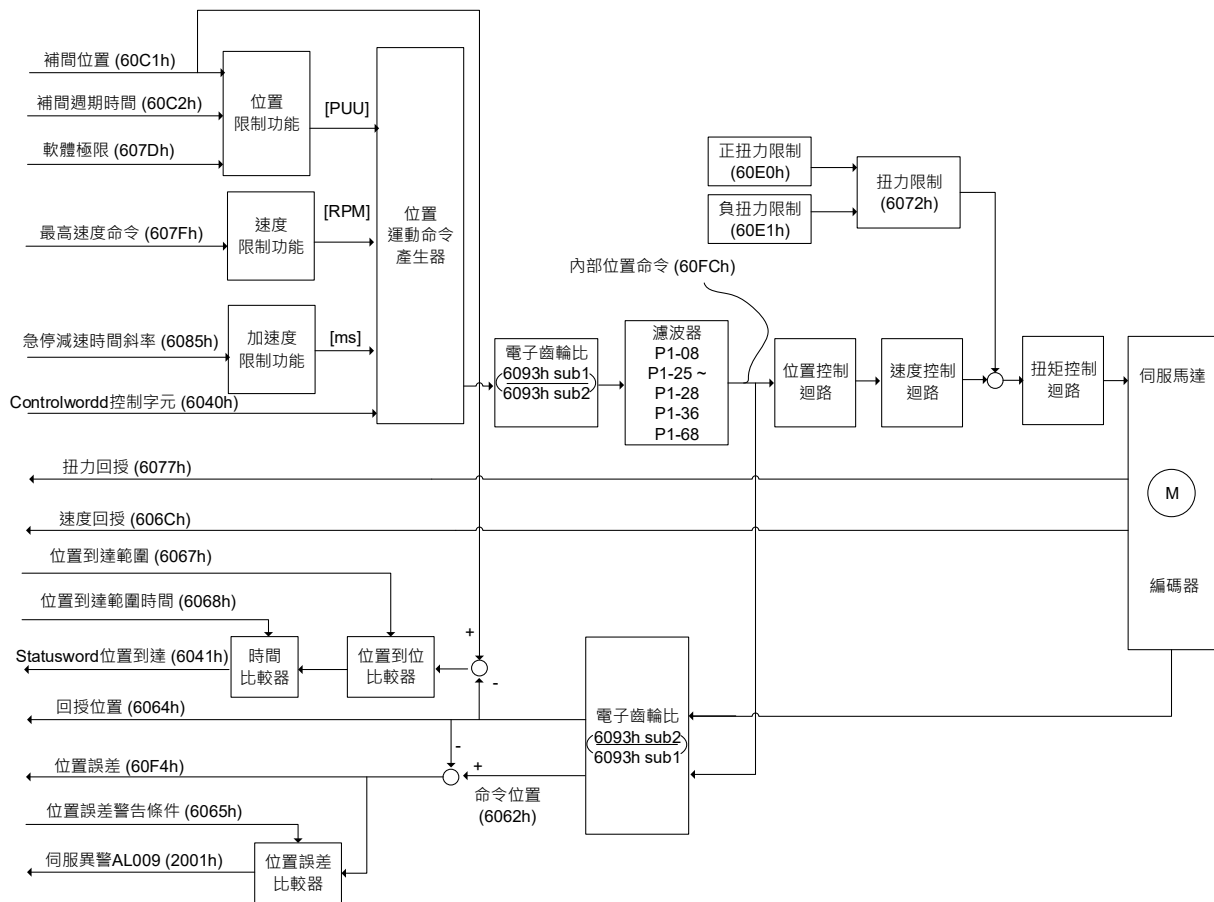 補間位置 (60C1h)
補間週期時間 (60C2h)
軟體極限 (607Dh)
位置
限制功能
[PUU]
最高速度命令 (607Fh)
速度
限制功能
[RPM]
急停減速時間斜率 (6085h)
加速度
限制功能
[ms]
Controlwordd控制字元 (6040h)
位置
運動命令
產生器
電子齒輪比
(6093h sub1
6093h sub2)
濾波器
P1-08
P1-25 ~
P1-28
P1-36
P1-68
內部位置命令 (60FCh)
正扭力限制
(60E0h)
負扭力限制
(60E1h)
扭力限制
(6072h)
位置控制
迴路
速度控制
迴路
扭矩控制
迴路
伺服馬達
M
編碼器
扭力回授 (6077h)
速度回授 (606Ch)
位置到達範圍 (6067h)
位置到達範圍時間 (6068h)
Statusword位置到達 (6041h)
時間
比較器
位置到位
比較器
+
-
回授位置 (6064h)
電子齒輪比
(6093h sub2
6093h sub1)
-
+
位置誤差 (60F4h)
命令位置
(6062h)
位置誤差警告條件 (6065h)
伺服異警AL009 (2001h)
位置誤差
比較器